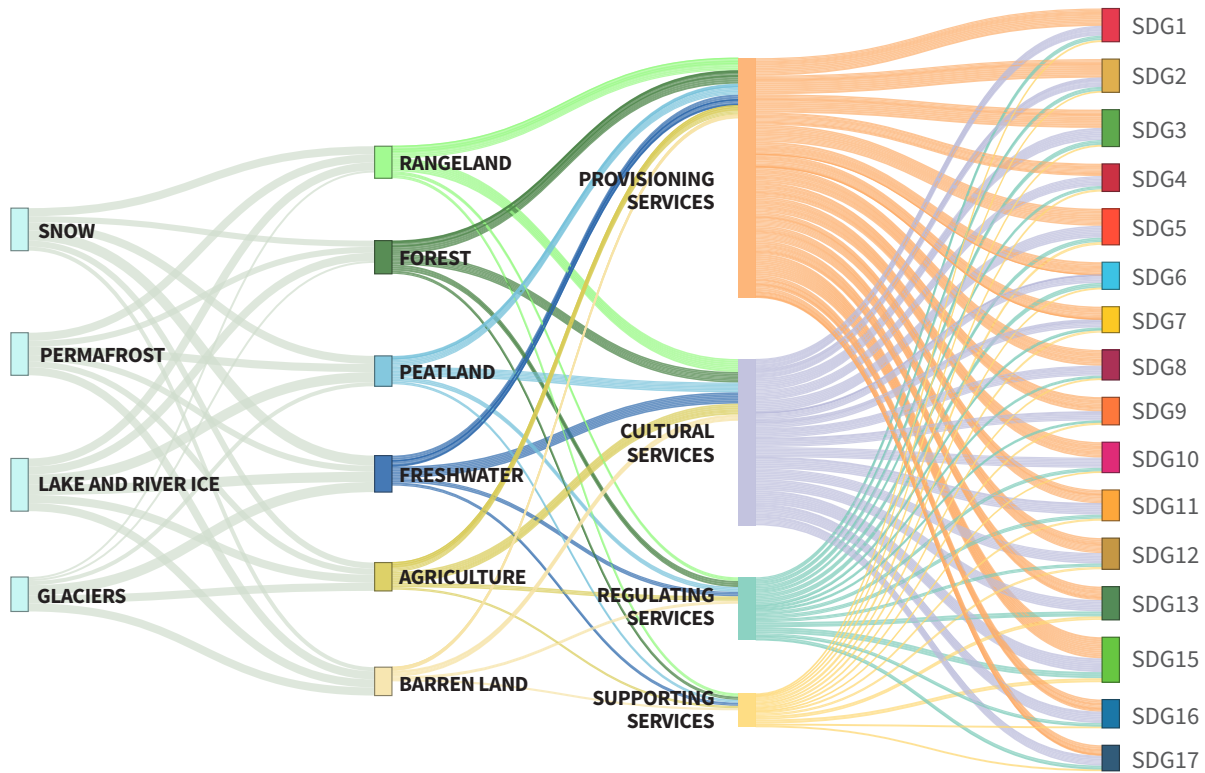 SNOW
PERMAFROST
LAKE AND RIVER ICE
GLACIERS
RANGELAND
FOREST
PEATLAND
FRESHWATER
AGRICULTURE
BARREN LAND
PROVISIONING
SERVICES
CULTURAL
SERVICES
REGULATING
SERVICES
SUPPORTING
SERVICES
SDG1
SDG2
SDG3
SDG4
SDG5
SDG6
SDG7
SDG8
SDG9
SDG10
SDG11
SDG12
SDG13
SDG15
SDG16
SDG17